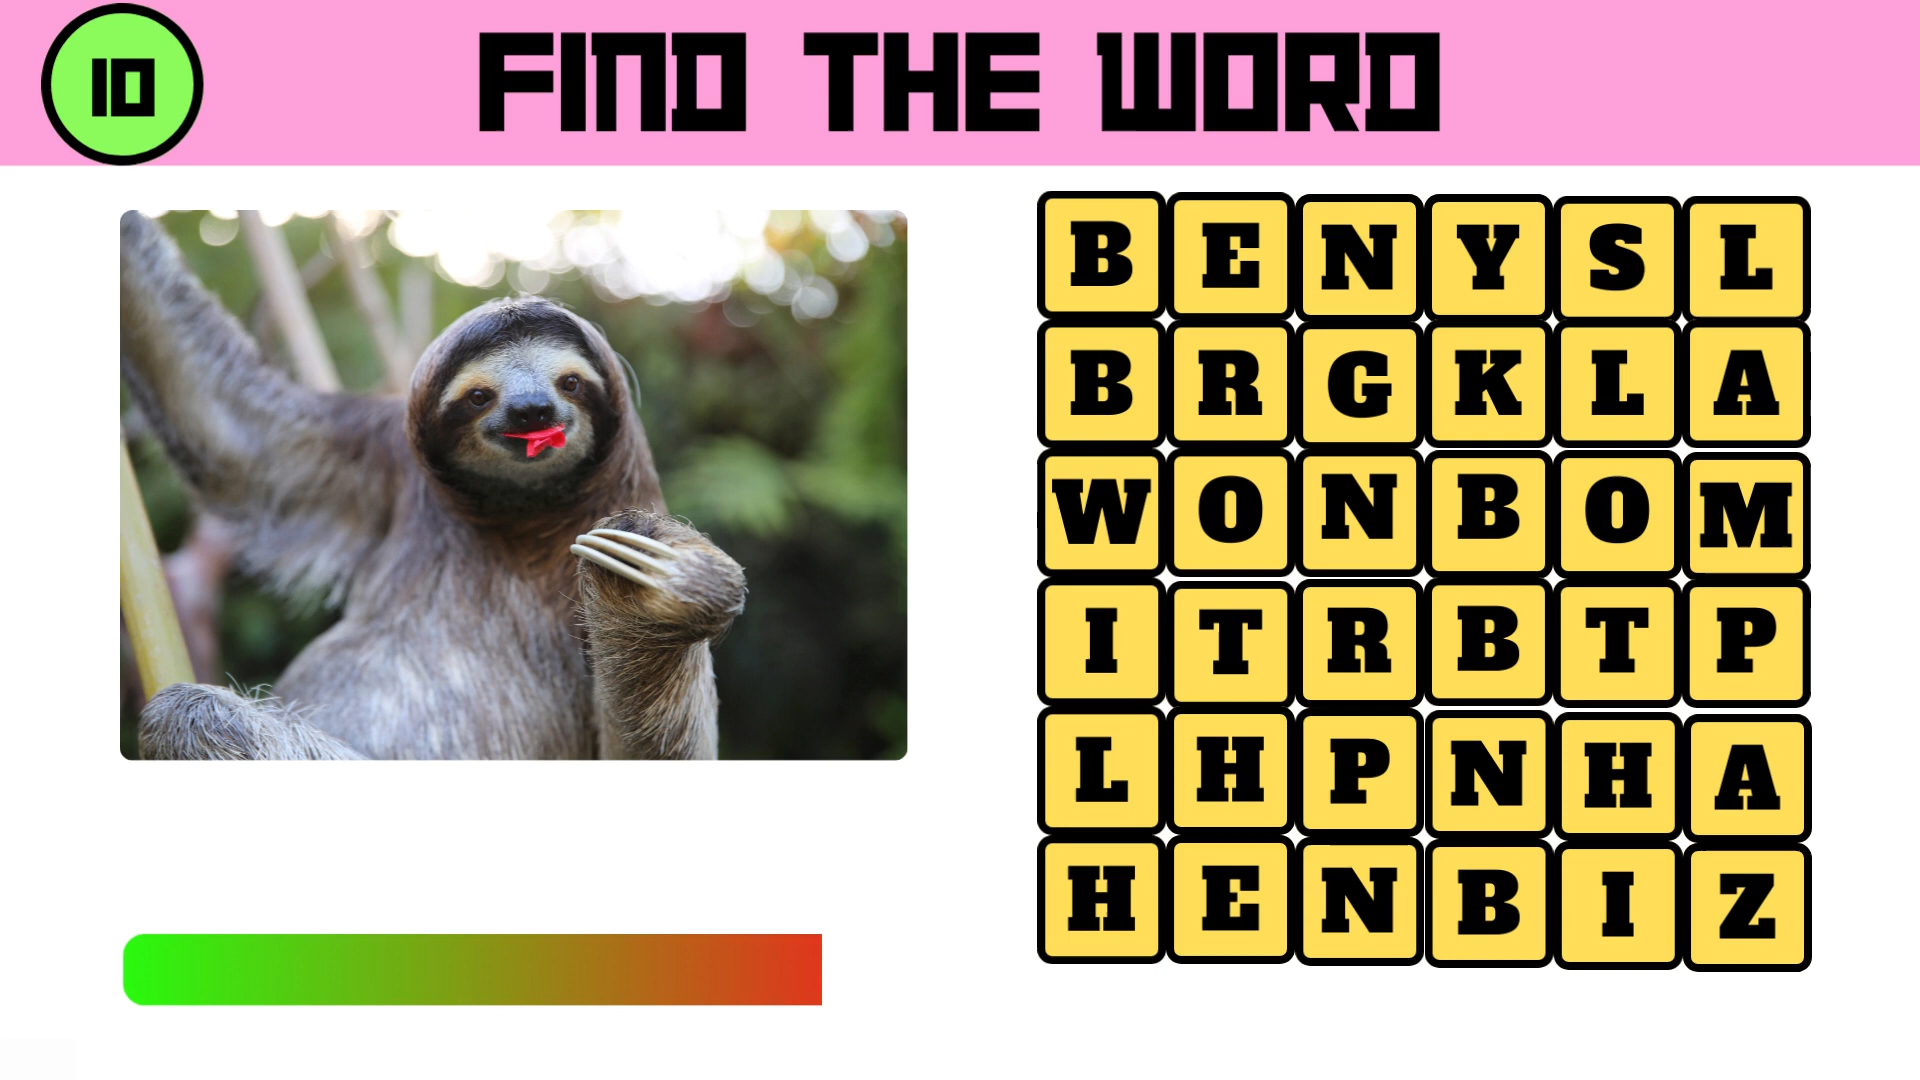 10
FIND THE WORD
B E N Y S L
B R G K L A
W O N B O M
I T R B T P
L H P N H A
H E N B I Z